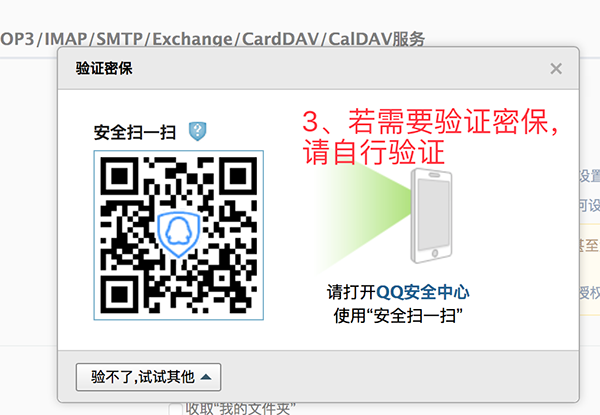 OP3/IMAP/SMTP/Exchange/CardDAV/CalDAV服务
验证密保
安全扫一扫
3、若需要验证密保,
请自行验证
设置
何设
甚至
授权
请打开QQ安全中心
使用“安全扫一扫”
验不了,试试其他
收取“我的文件夹”